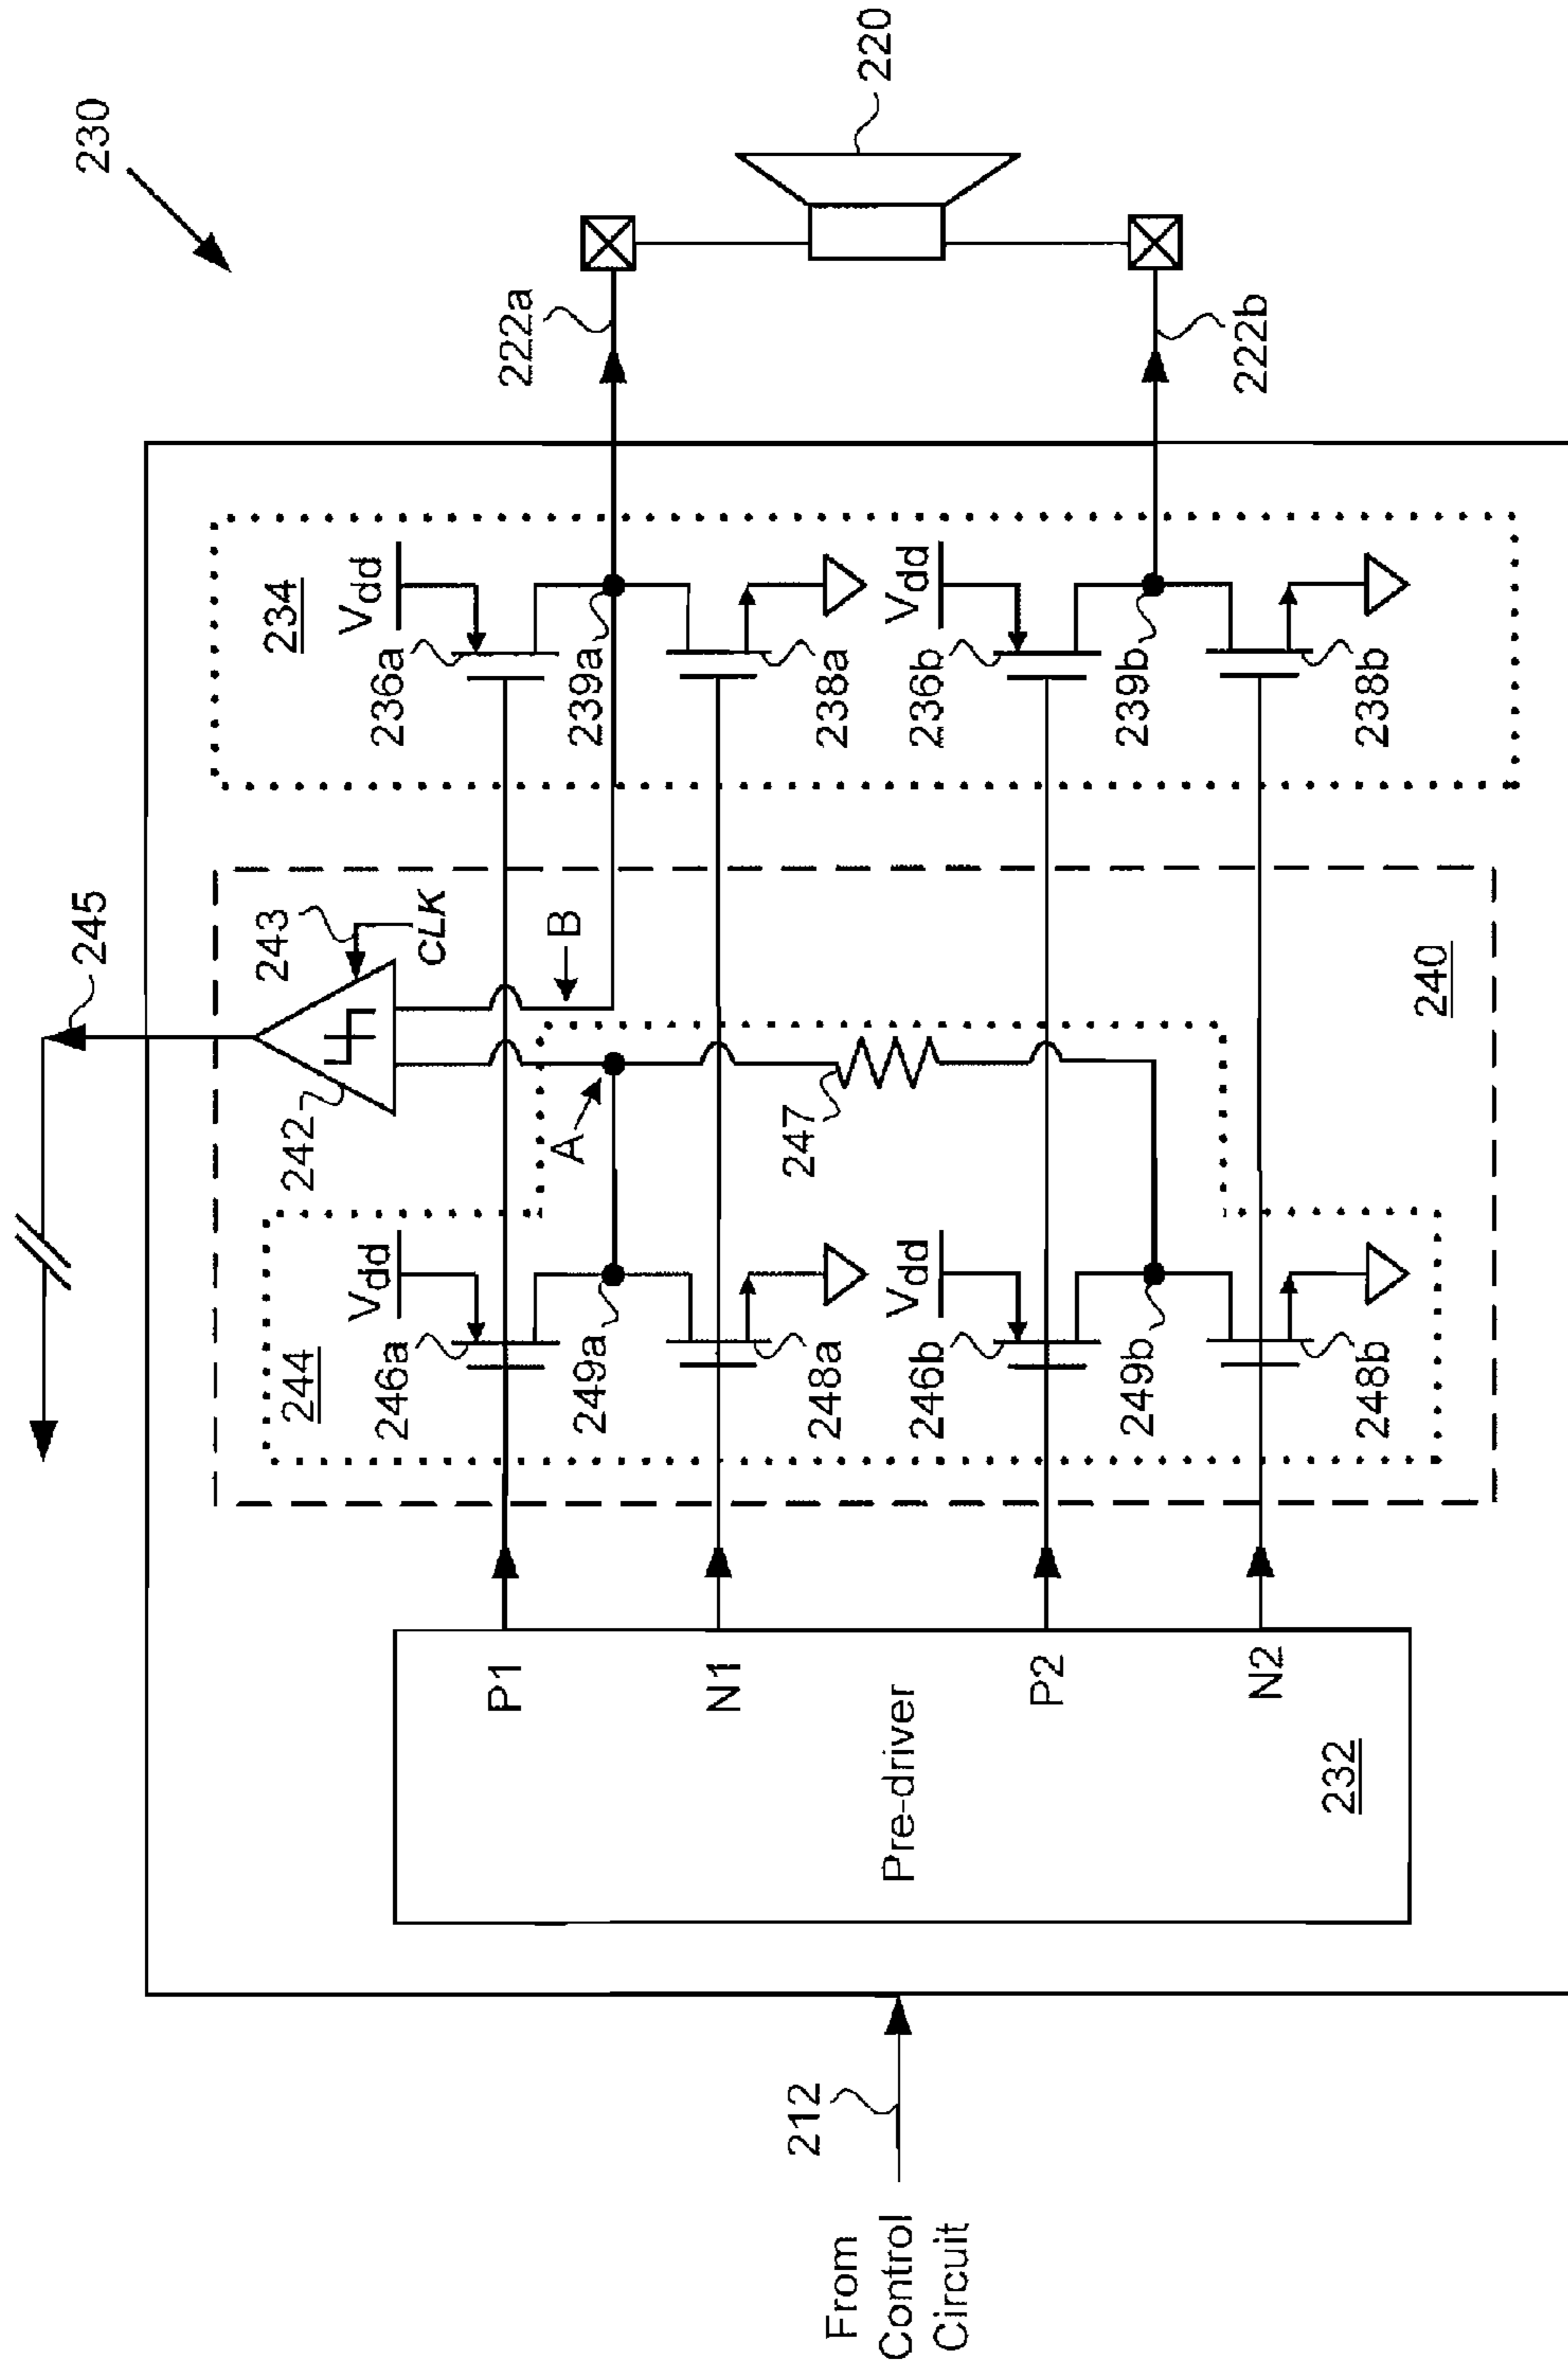 230
245
243
CLK
242
B
A
247
240
244
Vdd
246a
249a
248a
Vdd
246b
249b
248b
234
Vdd
236a
239a
238a
Vdd
236b
239b
238b
222a
222b
220
P1
N1
P2
N2
Pre-driver
232
212
From
Control
Circuit